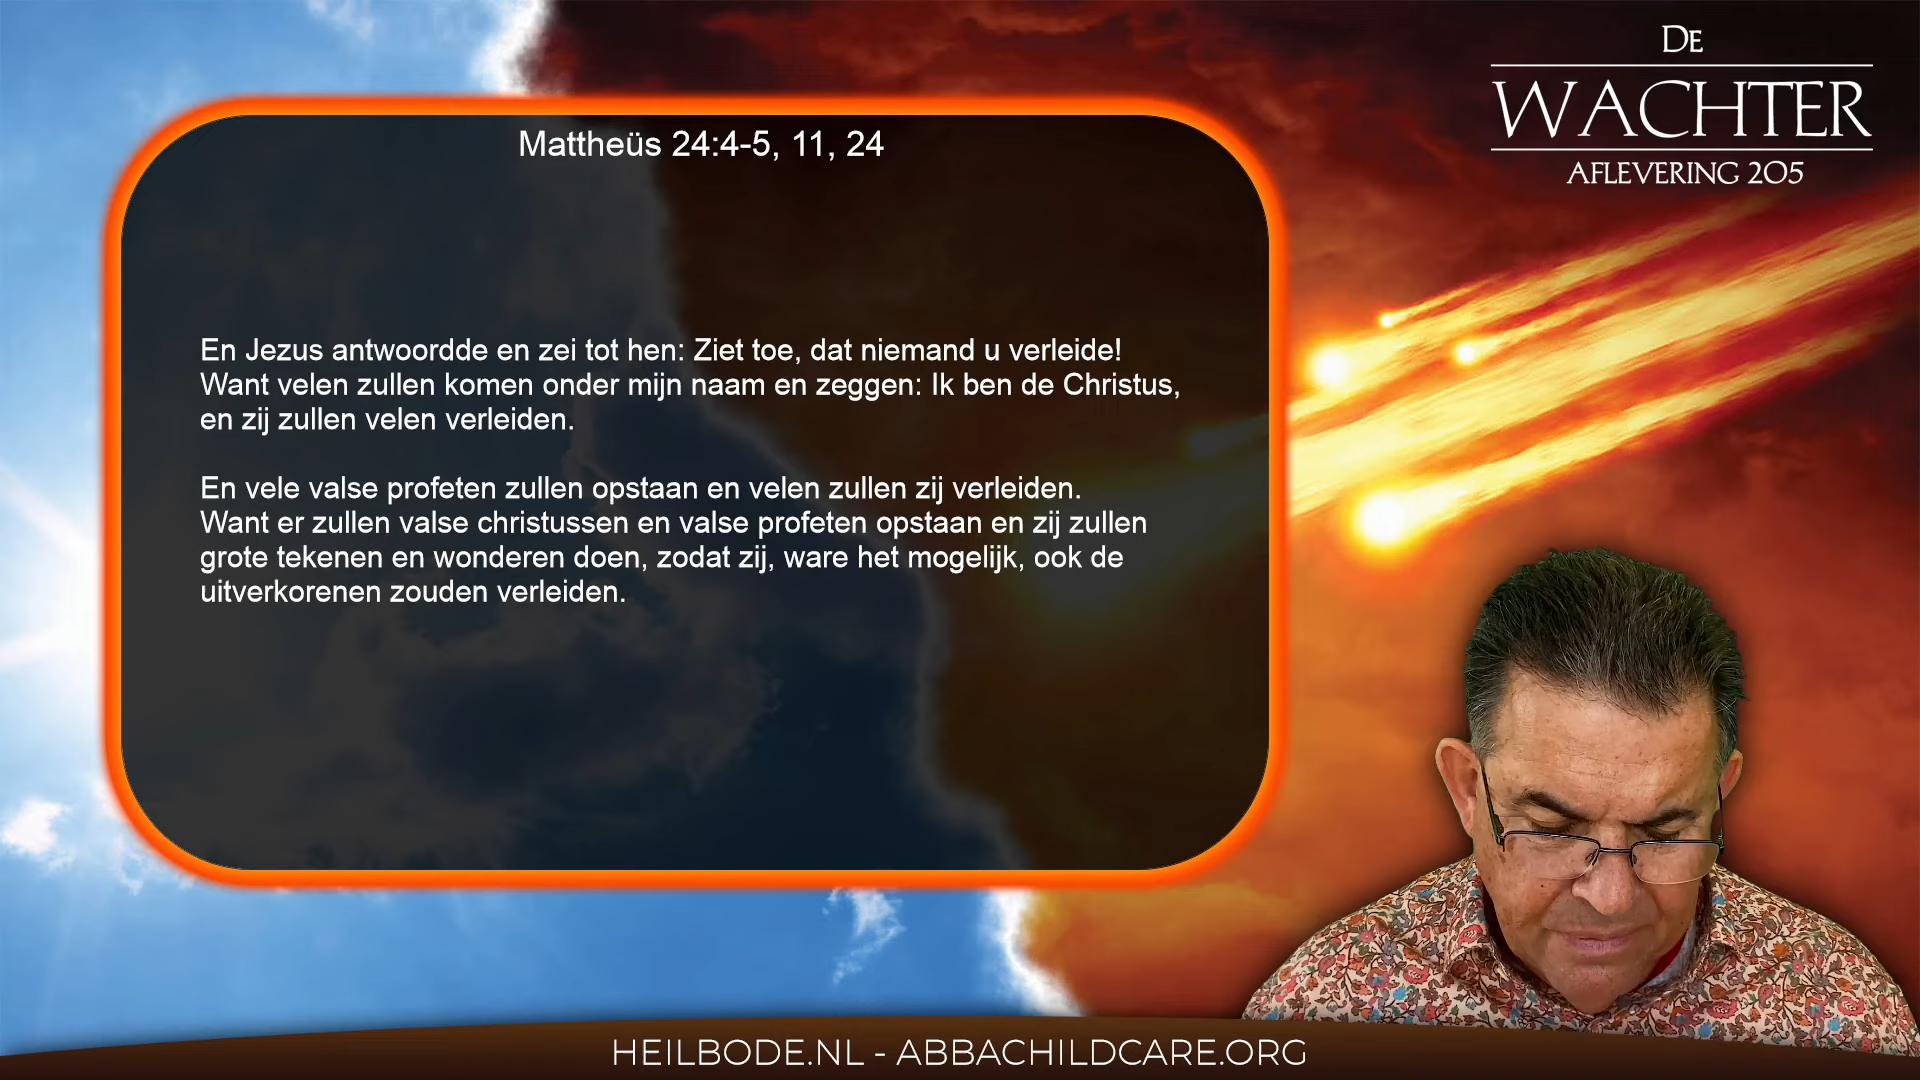 De
Wachter
Aflevering 205
Mattheüs 24:4-5, 11, 24
En Jezus antwoordde en zei tot hen: Ziet toe, dat niemand u verleide!
Want velen zullen komen onder mijn naam en zeggen: Ik ben de Christus,
en zij zullen velen verleiden.
En vele valse profeten zullen opstaan en velen zullen zij verleiden.
Want er zullen valse christussen en valse profeten opstaan en zij zullen
grote tekenen en wonderen doen, zodat zij, ware het mogelijk, ook de
uitverkorenen zouden verleiden.
HEILBODE.NL - ABBACHILDCARE.ORG